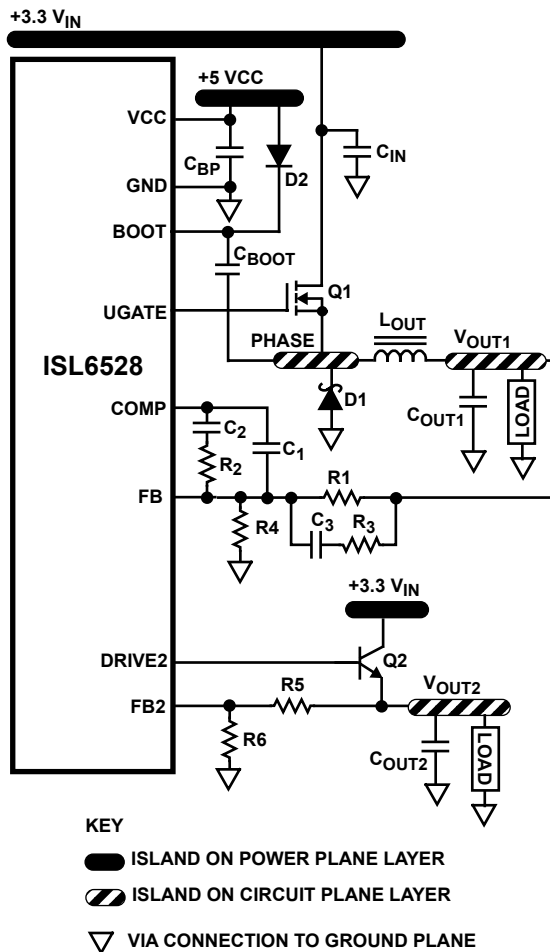 +3.3 VIN
+5 VCC
VCC
CBP
D2
CIN
GND
BOOT
CBOOT
UGATE
Q1
LOUT
PHASE
VOUT1
ISL6528
D1
COUT1
LOAD
COMP
C2
C1
R2
R1
FB
R4
C3
R3
+3.3 VIN
DRIVE2
Q2
R5
VOUT2
FB2
R6
COUT2
LOAD
KEY
ISLAND ON POWER PLANE LAYER
ISLAND ON CIRCUIT PLANE LAYER
VIA CONNECTION TO GROUND PLANE